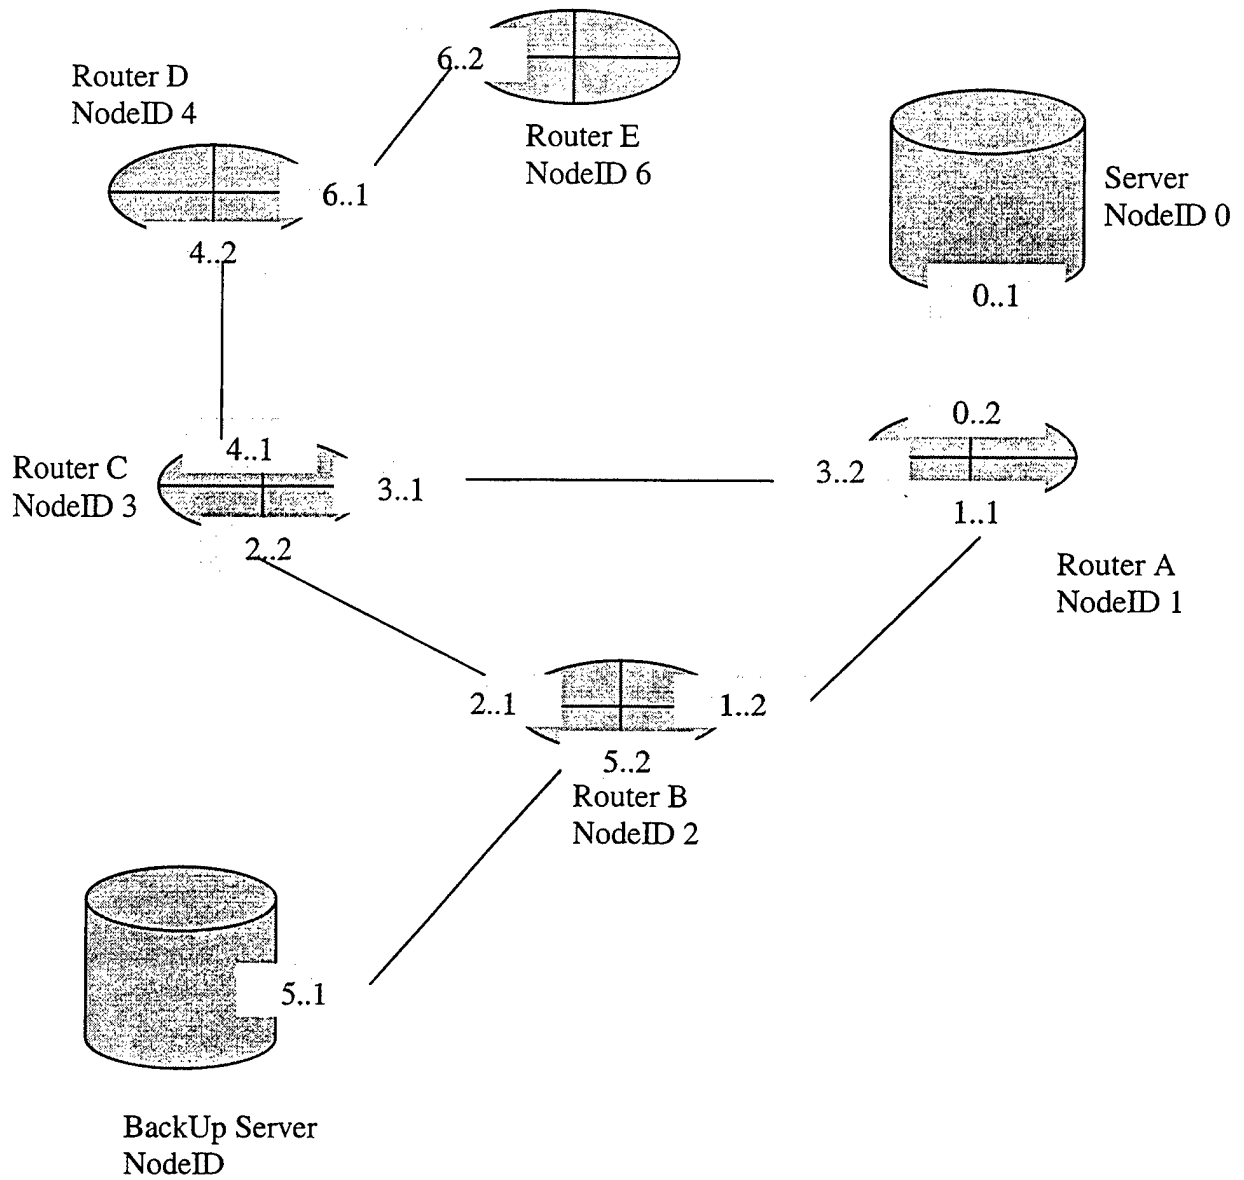 6..2
Router D
NodeID 4
Router E
NodeID 6
Server
NodeID 0
6..1
4..2
0..1
0..2
4..1
Router C
NodeID 3
3..1
3..2
1..1
2..2
Router A
NodeID 1
2..1
1..2
5..2
Router B
NodeID 2
5..1
BackUp Server
NodeID